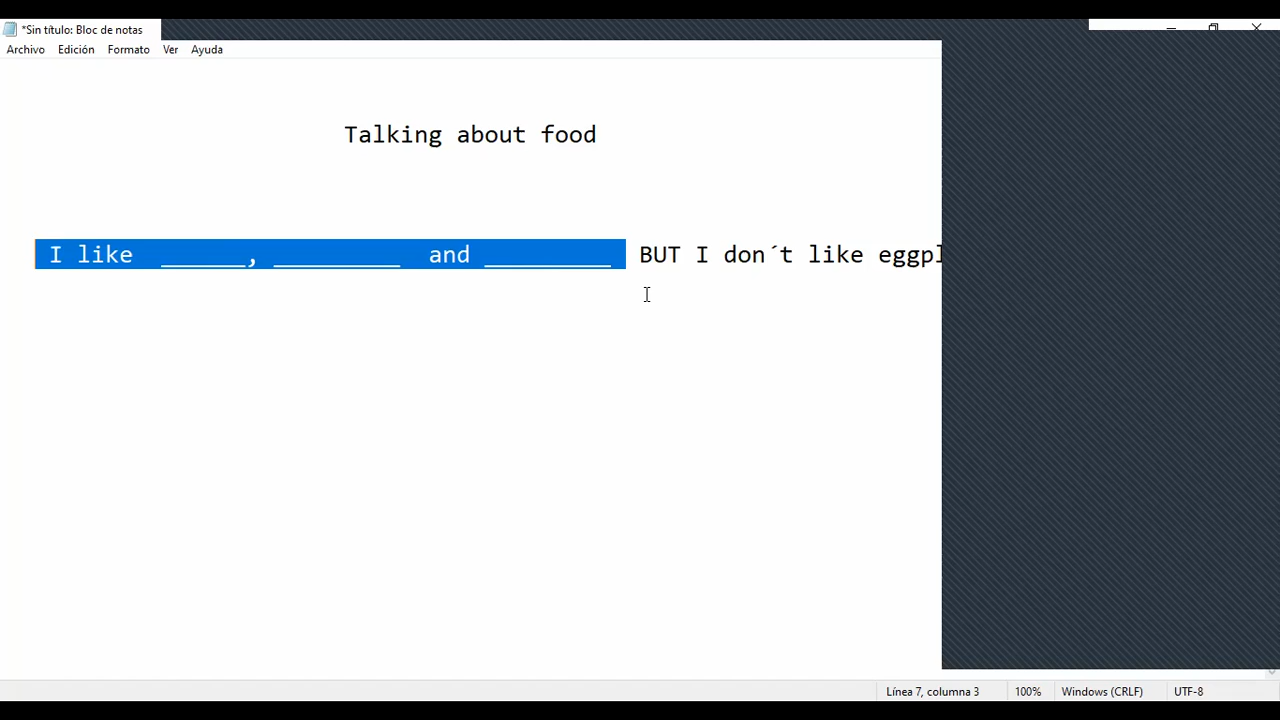 *Sin título: Bloc de notas
Archivo Edición Formato Ver Ayuda
Talking about food
I like ______, _________ and _________ BUT I don´t like
Línea 7, columna 3 100% Windows (CRLF) UTF-8